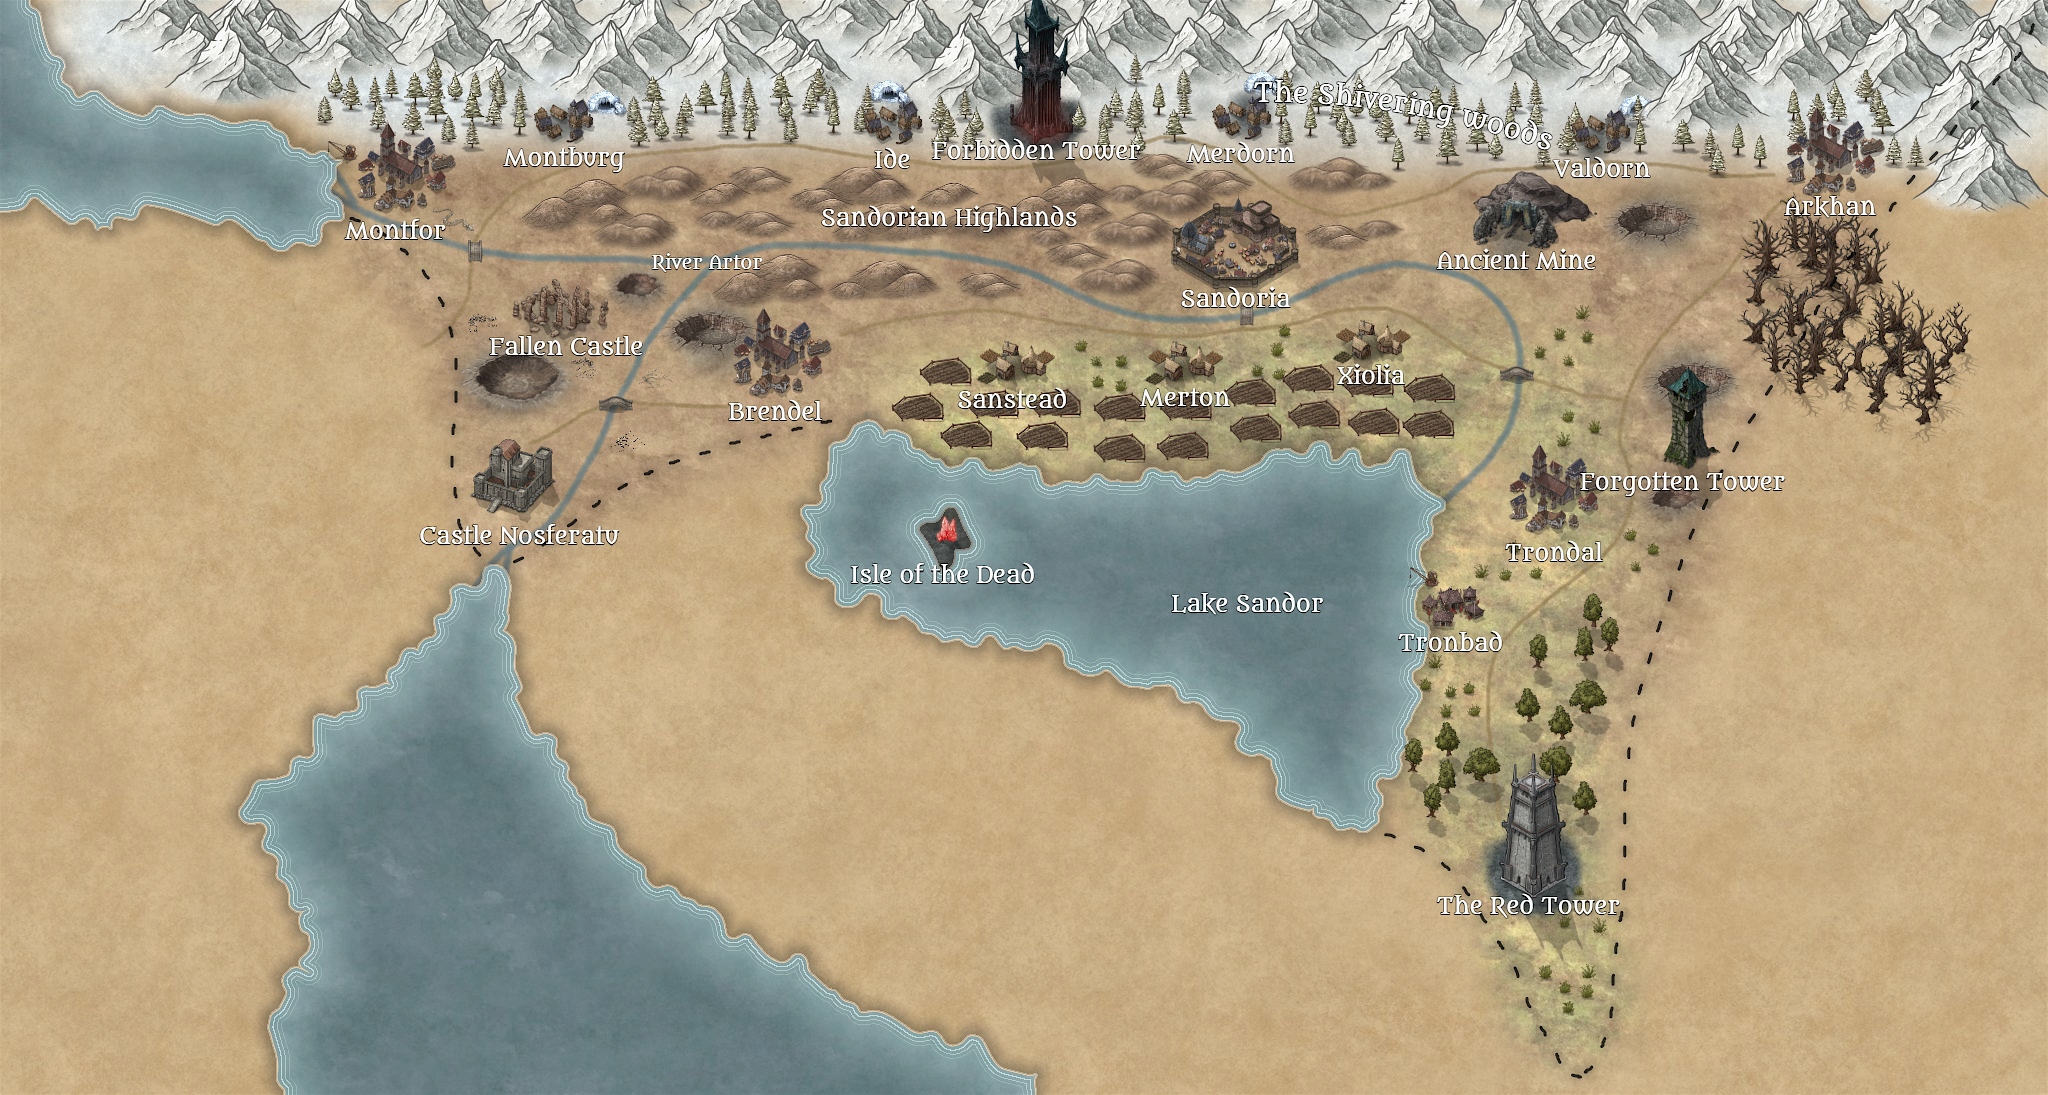 The Shivering woods
Montburg
Ide
Forbidden Tower
Merdorn
Valdorn
Montfor
Sandorian Highlands
Arkhan
River Artor
Ancient Mine
Sandoria
Fallen Castle
Brendel
Sanstead
Merton
Xiolia
Forgotten Tower
Castle Nosferatu
Trondal
Isle of the Dead
Lake Sandor
Tronbad
The Red Tower